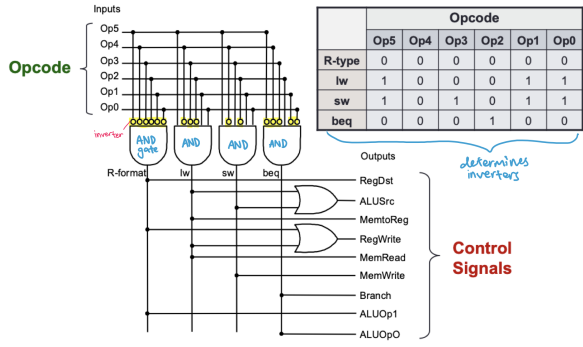 Inputs
Op5
Op4
Op3
Op2
Op1
Op0
Opcode
inverter
AND gate
AND
AND
AND
R-format
lw
sw
beq
Opcode
Op5 Op4 Op3 Op2 Op1 Op0
R-type 0 0 0 0 0 0
lw 1 0 0 0 1 1
sw 1 0 1 0 1 1
beq 0 0 0 1 0 0
determines
inverters
Outputs
RegDst
ALUSrc
MemtoReg
RegWrite
MemRead
MemWrite
Branch
ALUOp1
ALUOpO
Control
Signals